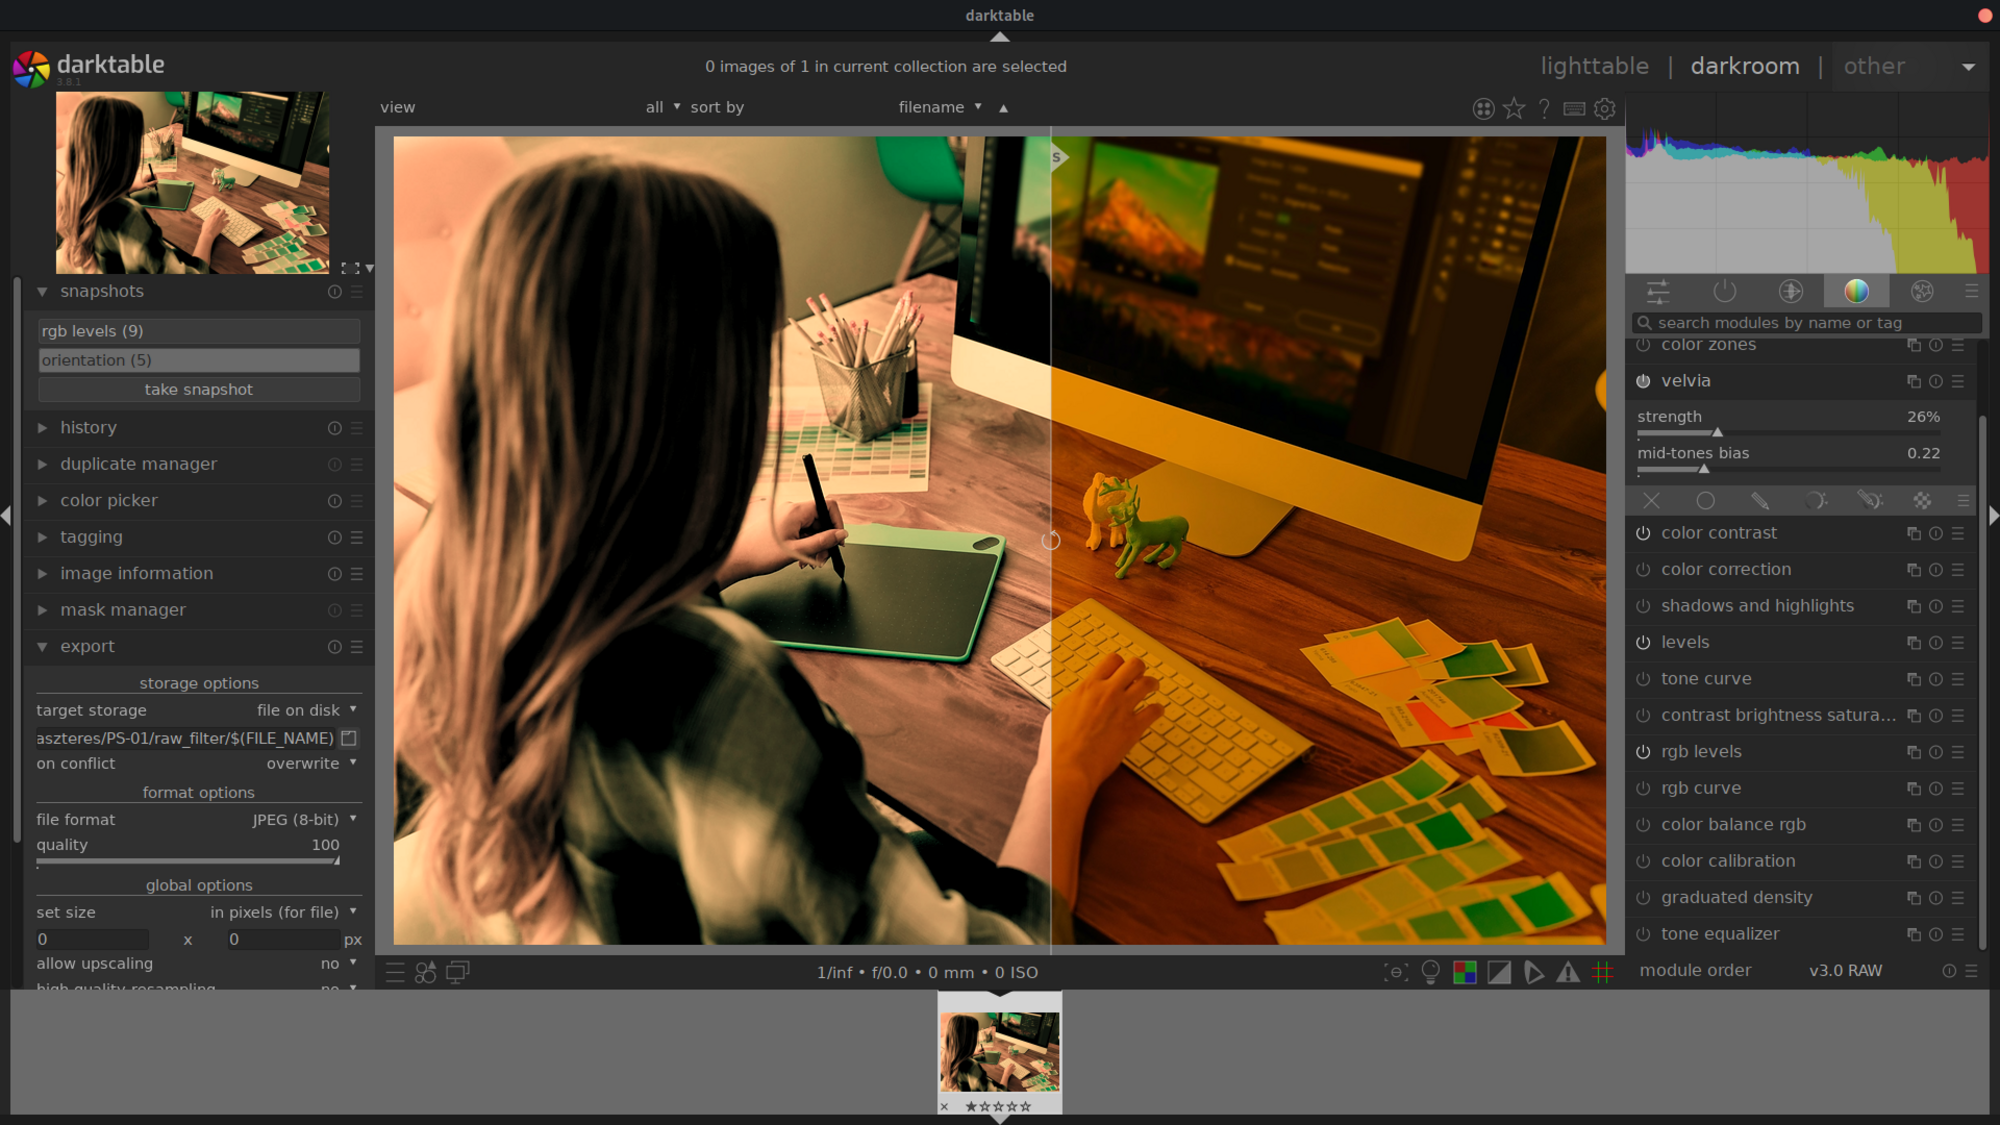 darktable
darktable
3.8.1
0 images of 1 in current collection are selected
lighttable | darkroom | other
view all sort by filename
S
snapshots
rgb levels (9)
orientation (5)
take snapshot
history
duplicate manager
color picker
tagging
image information
mask manager
export
storage options
target storage file on disk
aszteres/PS-01/raw_filter/$(FILE_NAME)
on conflict overwrite
format options
file format JPEG (8-bit)
quality 100
global options
set size in pixels (for file)
0 x 0 px
allow upscaling no
high quality resampling no
1/inf • f/0.0 • 0 mm • 0 ISO
search modules by name or tag
color zones
velvia
strength 26%
mid-tones bias 0.22
color contrast
color correction
shadows and highlights
levels
tone curve
contrast brightness satura...
rgb levels
rgb curve
color balance rgb
color calibration
graduated density
tone equalizer
module order v3.0 RAW